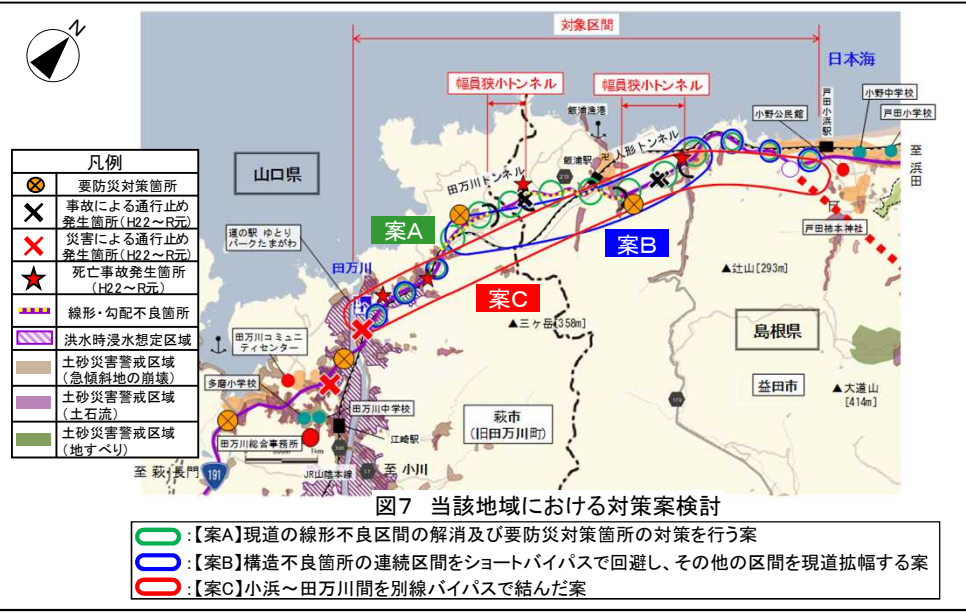 N
対象区間
日本海
幅員狭小トンネル
幅員狭小トンネル
小野中学校
戸田小浜駅
戸田小学校
小野公民館
飯浦漁港
至浜田
人形トンネル
飯浦駅
田万川トンネル
山口県
道の駅 ゆとり
パークたまがわ
案A
田万川
案B
案C
戸田柿本神社
▲辻山[293m]
▲三ヶ岳[358m]
島根県
益田市
▲大道山
[414m]
萩市
(旧田万川町)
田万川コミュニ
ティセンター
多磨小学校
田万川中学校
田万川総合事務所
江崎駅
1km
至 萩・長門
191
JR山陰本線
17
至 小川
凡例
要防災対策箇所
事故による通行止め
発生箇所(H22~R元)
災害による通行止め
発生箇所(H22~R元)
死亡事故発生箇所
(H22~R元)
線形・勾配不良箇所
洪水時浸水想定区域
土砂災害警戒区域
(急傾斜地の崩壊)
土砂災害警戒区域
(土石流)
土砂災害警戒区域
(地すべり)
図7 当該地域における対策案検討
:【案A】現道の線形不良区間の解消及び要防災対策箇所の対策を行う案
:【案B】構造不良箇所の連続区間をショートバイパスで回避し、その他の区間を現道拡幅する案
:【案C】小浜~田万川間を別線バイパスで結んだ案